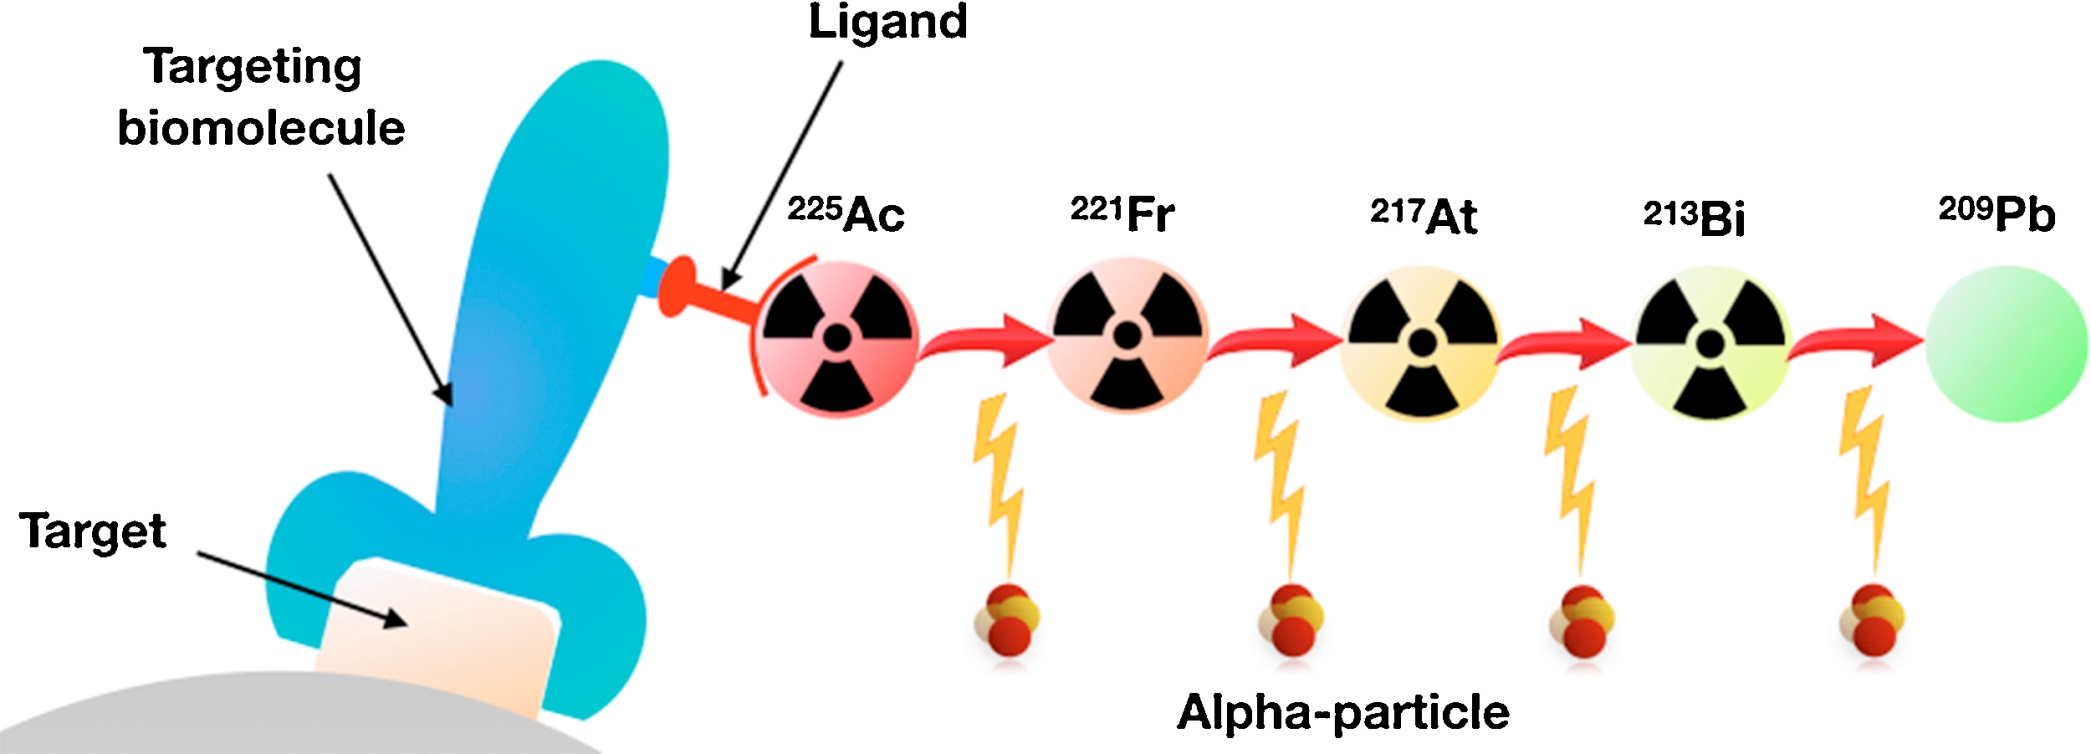 Ligand
Targeting
biomolecule
²²⁵Ac
²²¹Fr
²¹⁷At
²¹³Bi
²⁰⁹Pb
Target
Alpha-particle